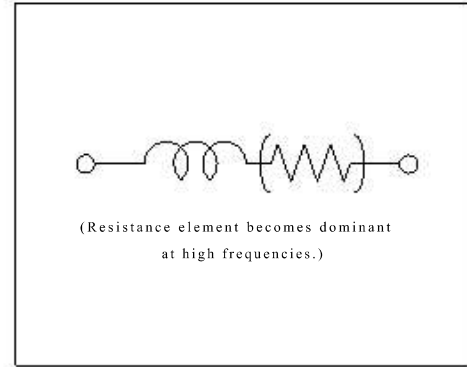 (Resistance element becomes dominant
at high frequencies.)